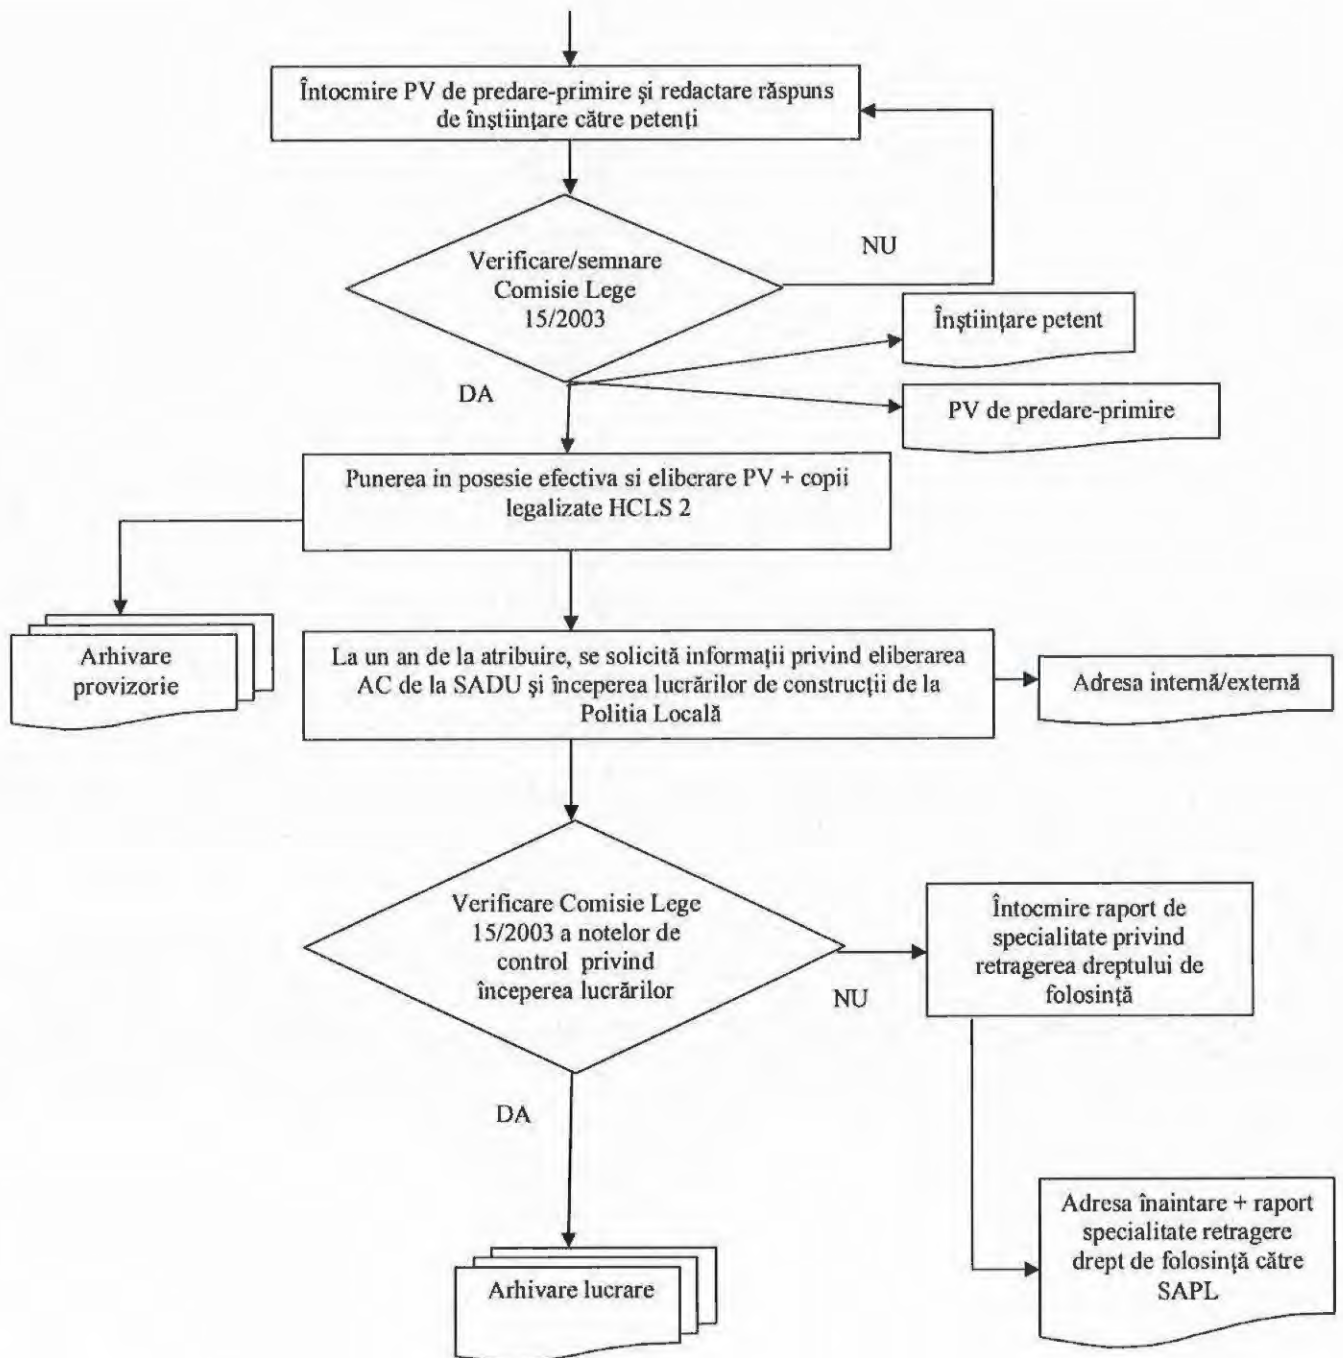 Întocmire PV de predare-primire şi redactare răspuns
de înştiinţare către petenţi
Verificare/semnare
Comisie Lege
15/2003
NU
Înştiinţare petent
DA
PV de predare-primire
Punerea in posesie efectiva si eliberare PV + copii
legalizate HCLS 2
Arhivare
provizorie
La un an de la atribuire, se solicită informaţii privind eliberarea
AC de la SADU şi începerea lucrărilor de construcţii de la
Politia Locală
Adresa internă/externă
Verificare Comisie Lege
15/2003 a notelor de
control privind
începerea lucrărilor
NU
Întocmire raport de
specialitate privind
retragerea dreptului de
folosinţă
DA
Adresa înaintare + raport
specialitate retragere
drept de folosinţă către
SAPL
Arhivare lucrare